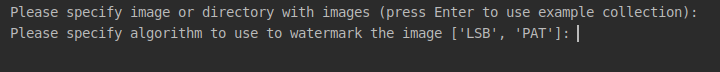 Please specify image or directory with images (press Enter to use example collection):
Please specify algorithm to use to watermark the image ['LSB', 'PAT']: